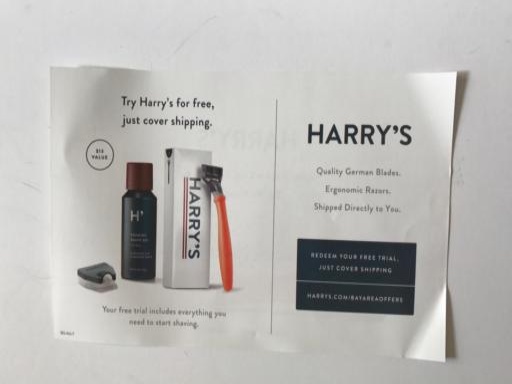 Try Harry's for free,
just cover shipping.
$13
VALUE
H'
HARRY'S
Your free trial includes everything you
need to start shaving.
HARRY'S
Quality German Blades.
Ergonomic Razors.
Shipped Directly to You.
REDEEM YOUR FREE TRIAL,
JUST COVER SHIPPING
HARRYS.COM/BAYAREAOFFERS